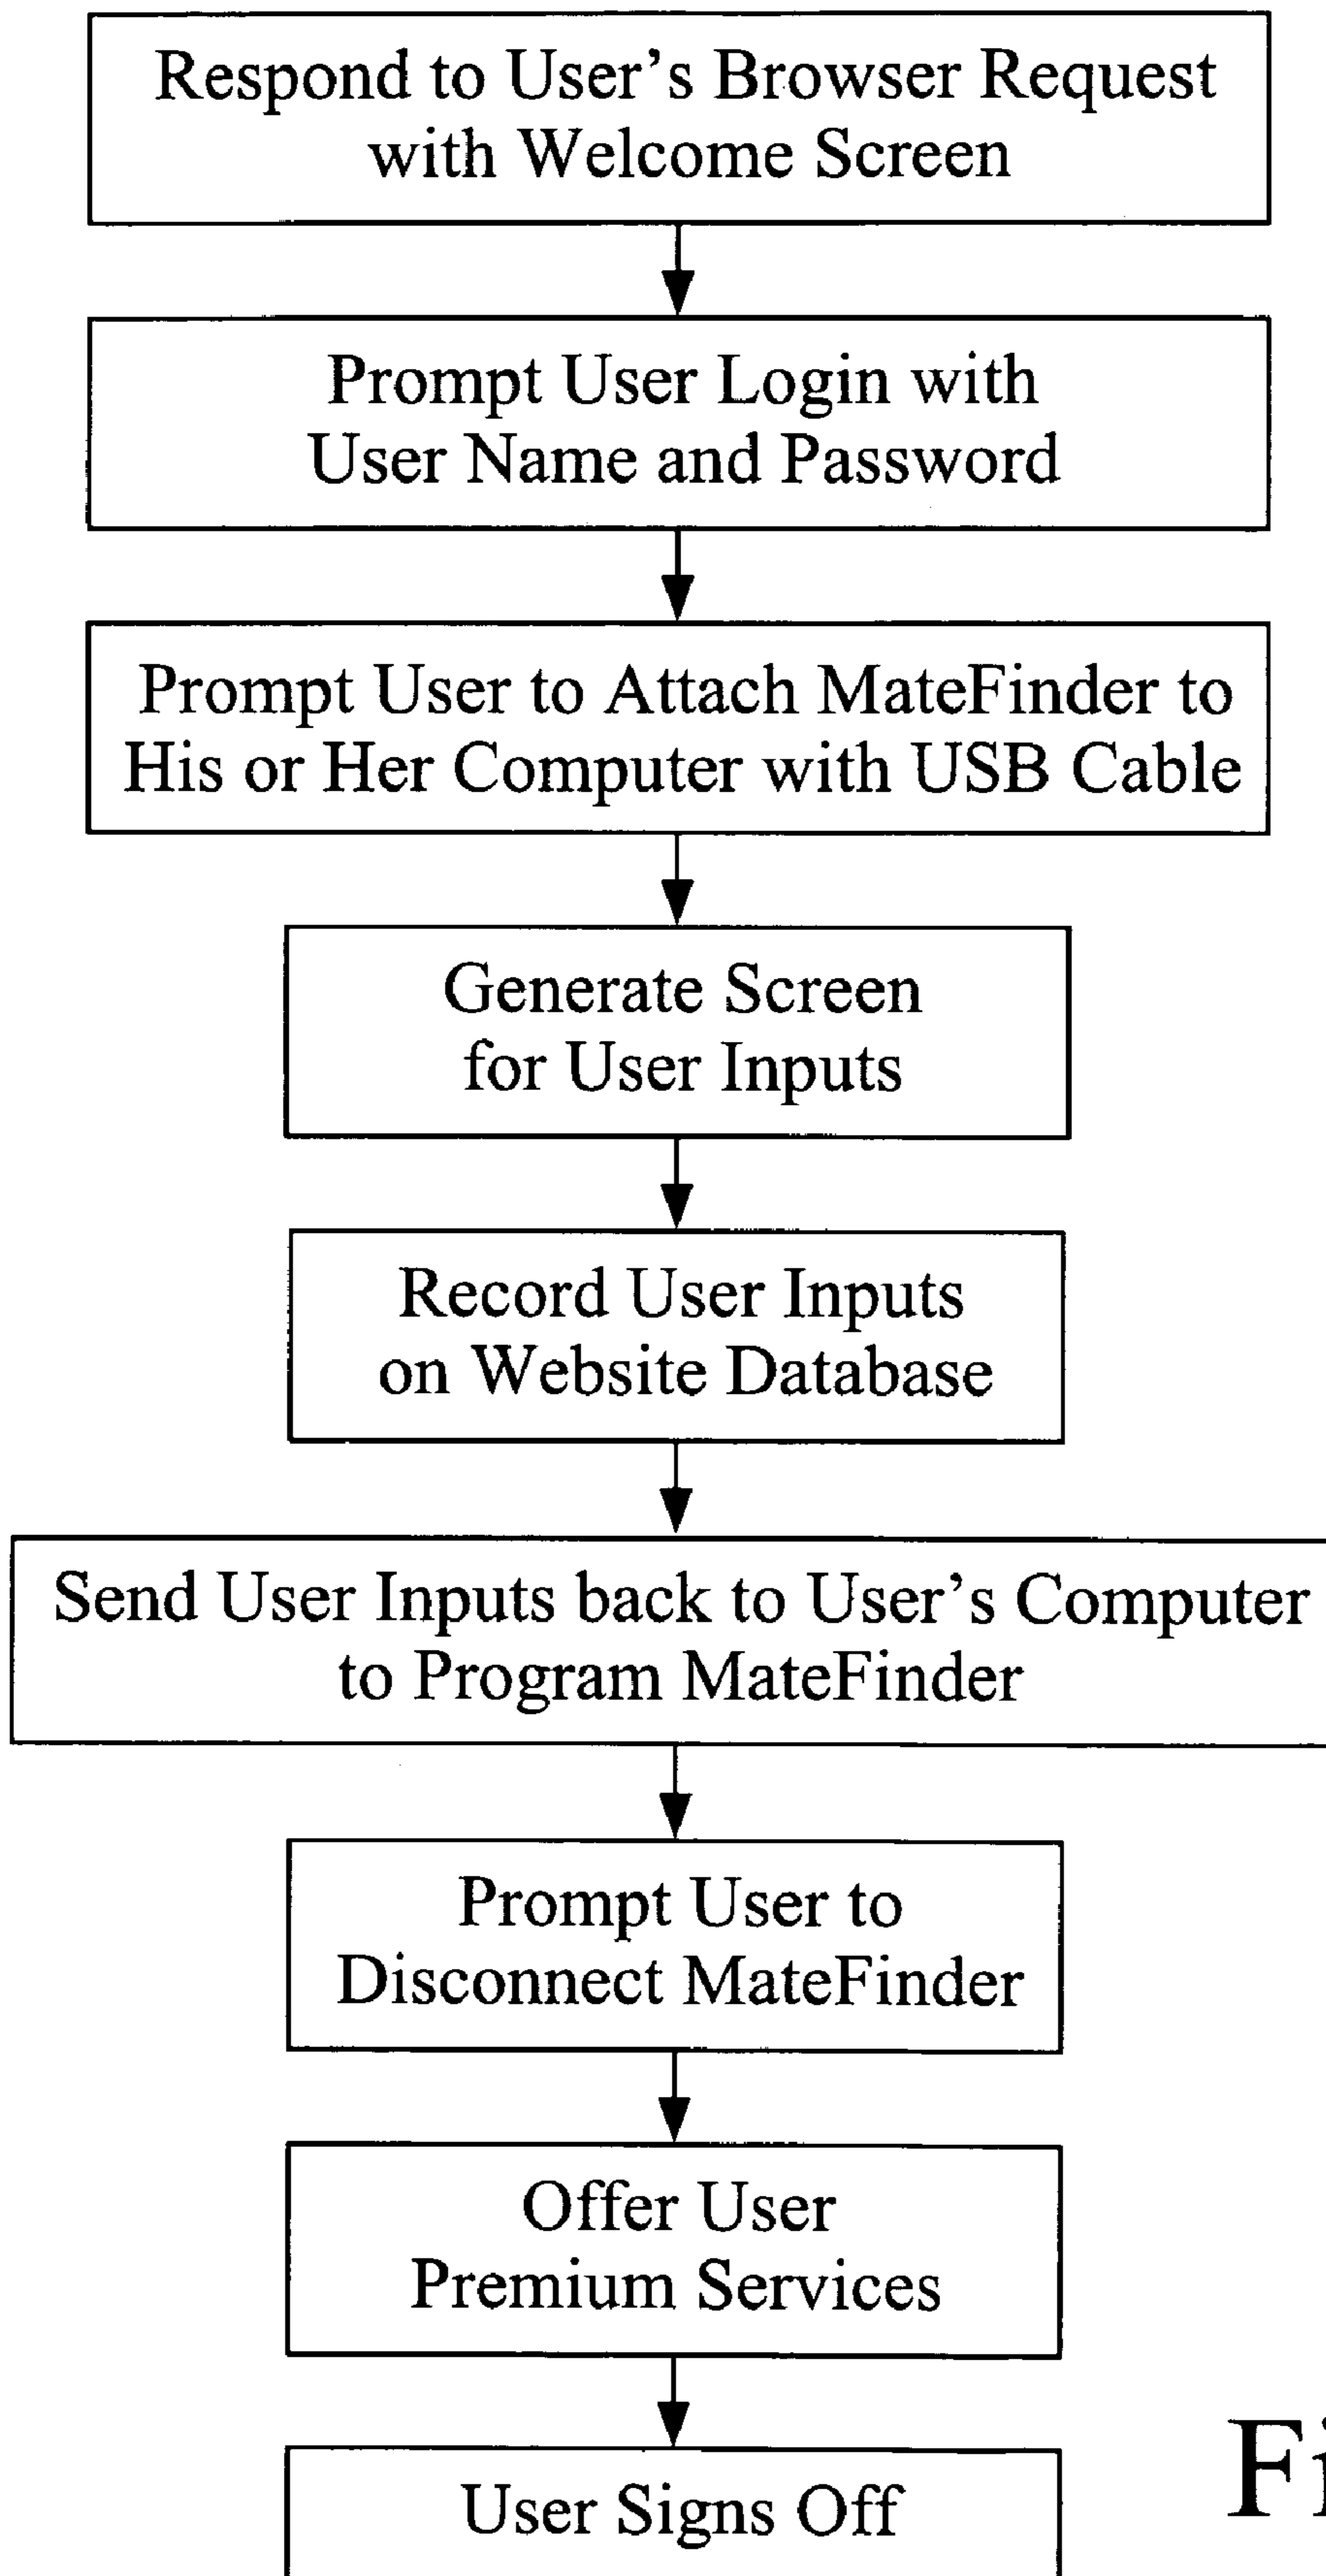 Respond to User’s Browser Request
with Welcome Screen
Prompt User Login with
User Name and Password
Prompt User to Attach MateFinder to
His or Her Computer with USB Cable
Generate Screen
for User Inputs
Record User Inputs
on Website Database
Send User Inputs back to User’s Computer
to Program MateFinder
Prompt User to
Disconnect MateFinder
Offer User
Premium Services
User Signs Off